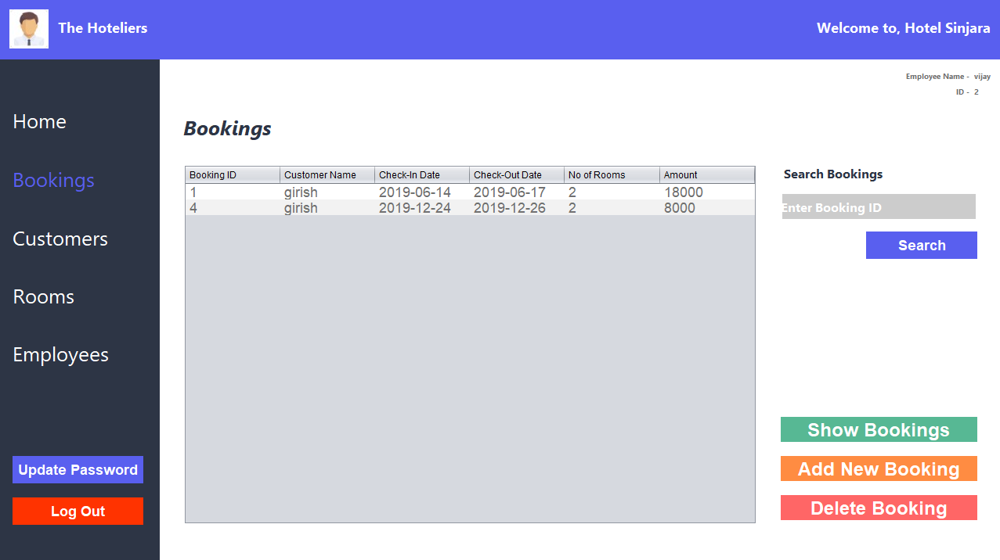 The Hoteliers
Welcome to, Hotel Sinjara
Employee Name - vijay
ID - 2
Home
Bookings
Customers
Rooms
Employees
Update Password
Log Out
Bookings
Booking ID Customer Name Check-In Date Check-Out Date No of Rooms Amount
1 girish 2019-06-14 2019-06-17 2 18000
4 girish 2019-12-24 2019-12-26 2 8000
Search Bookings
Enter Booking ID
Search
Show Bookings
Add New Booking
Delete Booking